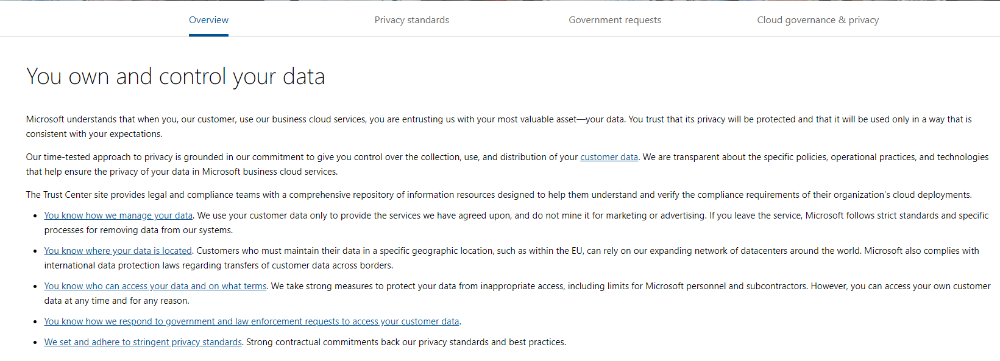 Overview
Privacy standards
Government requests
Cloud governance & privacy
You own and control your data
Microsoft understands that when you, our customer, use our business cloud services, you are entrusting us with your most valuable asset—your data. You trust that its privacy will be protected and that it will be used only in a way that is
consistent with your expectations.
Our time-tested approach to privacy is grounded in our commitment to give you control over the collection, use, and distribution of your customer data. We are transparent about the specific policies, operational practices, and technologies
that help ensure the privacy of your data in Microsoft business cloud services.
The Trust Center site provides legal and compliance teams with a comprehensive repository of information resources designed to help them understand and verify the compliance requirements of their organization's cloud deployments.
• You know how we manage your data. We use your customer data only to provide the services we have agreed upon, and do not mine it for marketing or advertising. If you leave the service, Microsoft follows strict standards and specific
processes for removing data from our systems.
• You know where your data is located. Customers who must maintain their data in a specific geographic location, such as within the EU, can rely on our expanding network of datacenters around the world. Microsoft also complies with
international data protection laws regarding transfers of customer data across borders.
• You know who can access your data and on what terms. We take strong measures to protect your data from inappropriate access, including limits for Microsoft personnel and subcontractors. However, you can access your own customer
data at any time and for any reason.
• You know how we respond to government and law enforcement requests to access your customer data.
• We set and adhere to stringent privacy standards. Strong contractual commitments back our privacy standards and best practices.